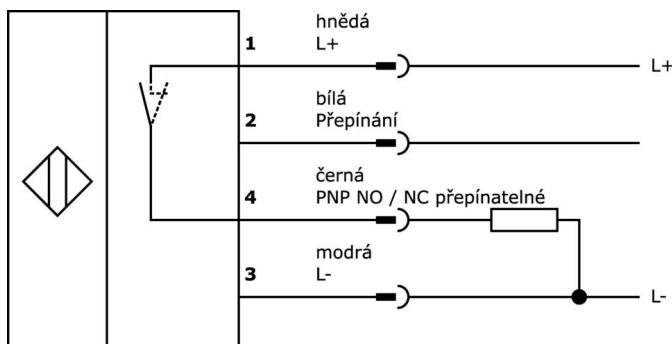 hnědá
1 L+
L+
bílá
2 Přepínání
černá
4 PNP NO / NC přepínatelné
modrá
3 L-
L-